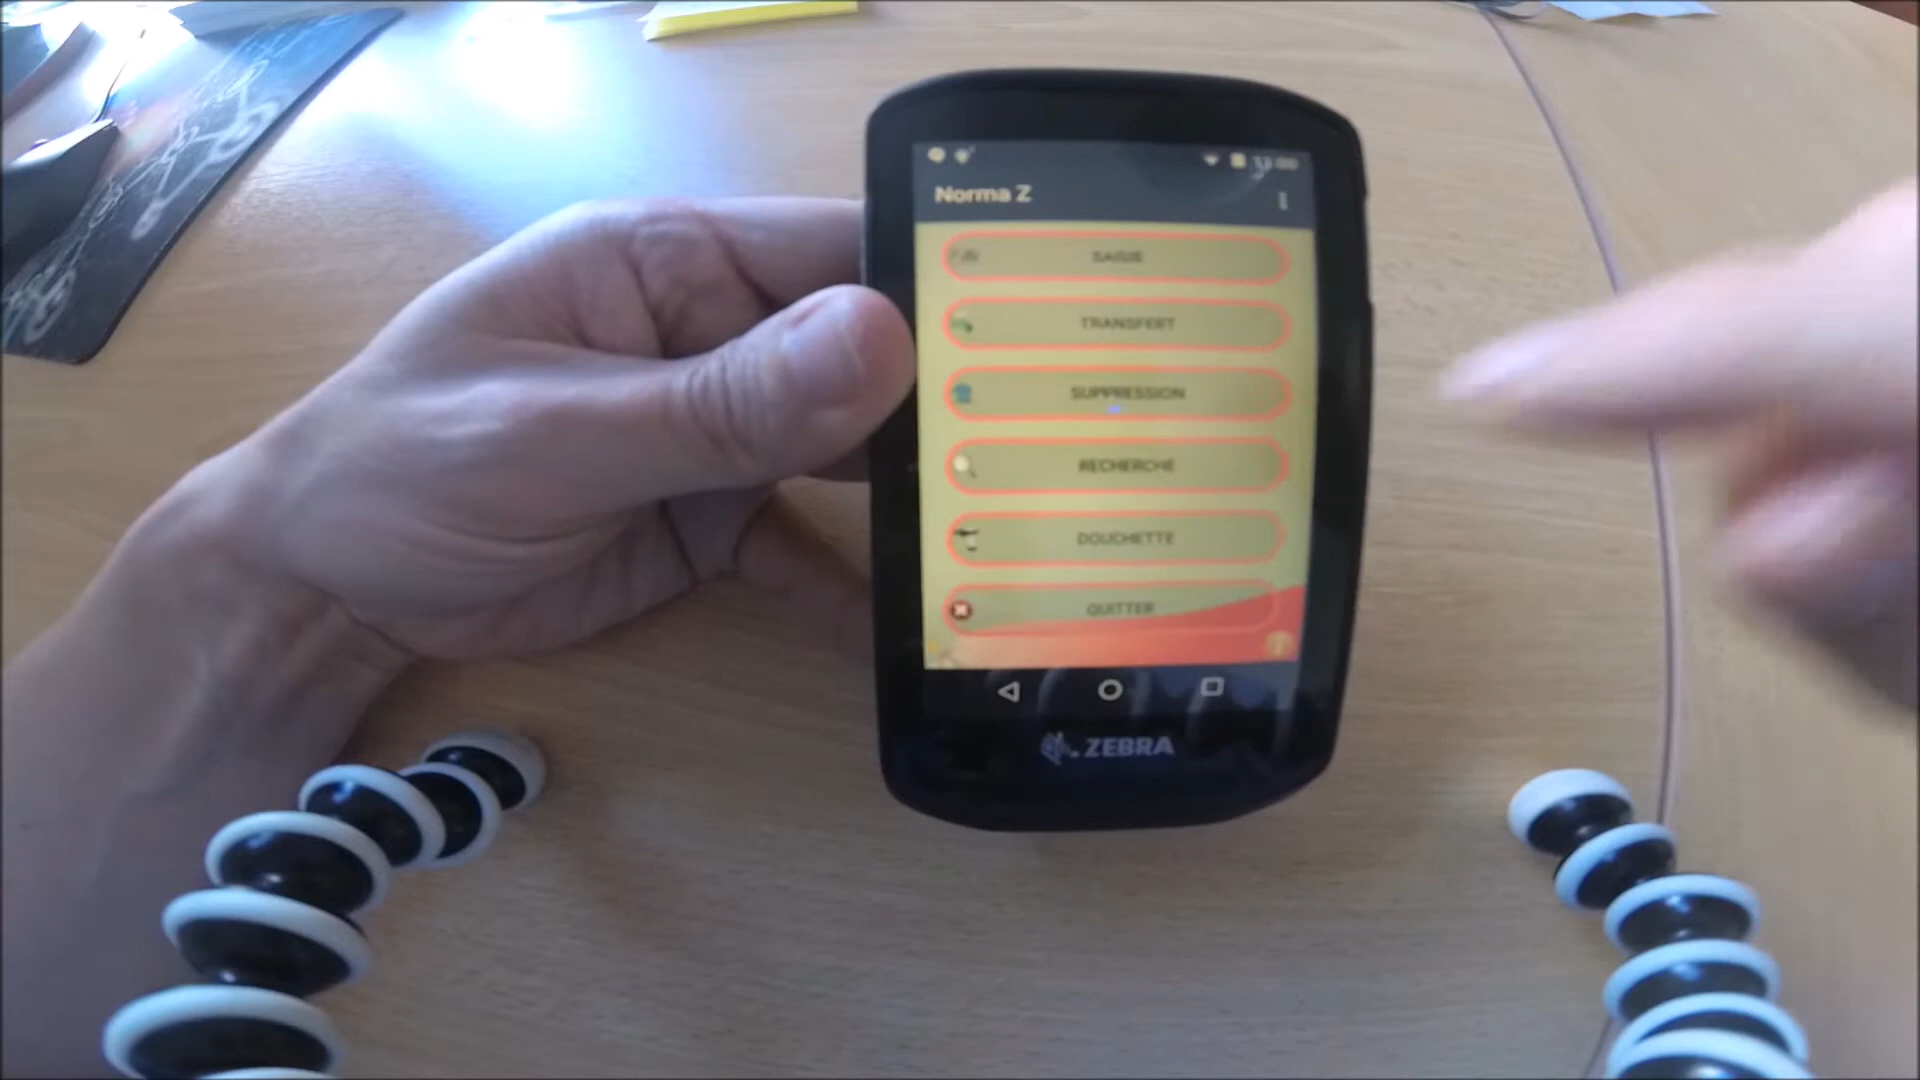 Norma Z
SAISIE
TRANSFERT
SUPPRESSION
RECHERCHE
DOUCHETTE
QUITTER
ZEBRA